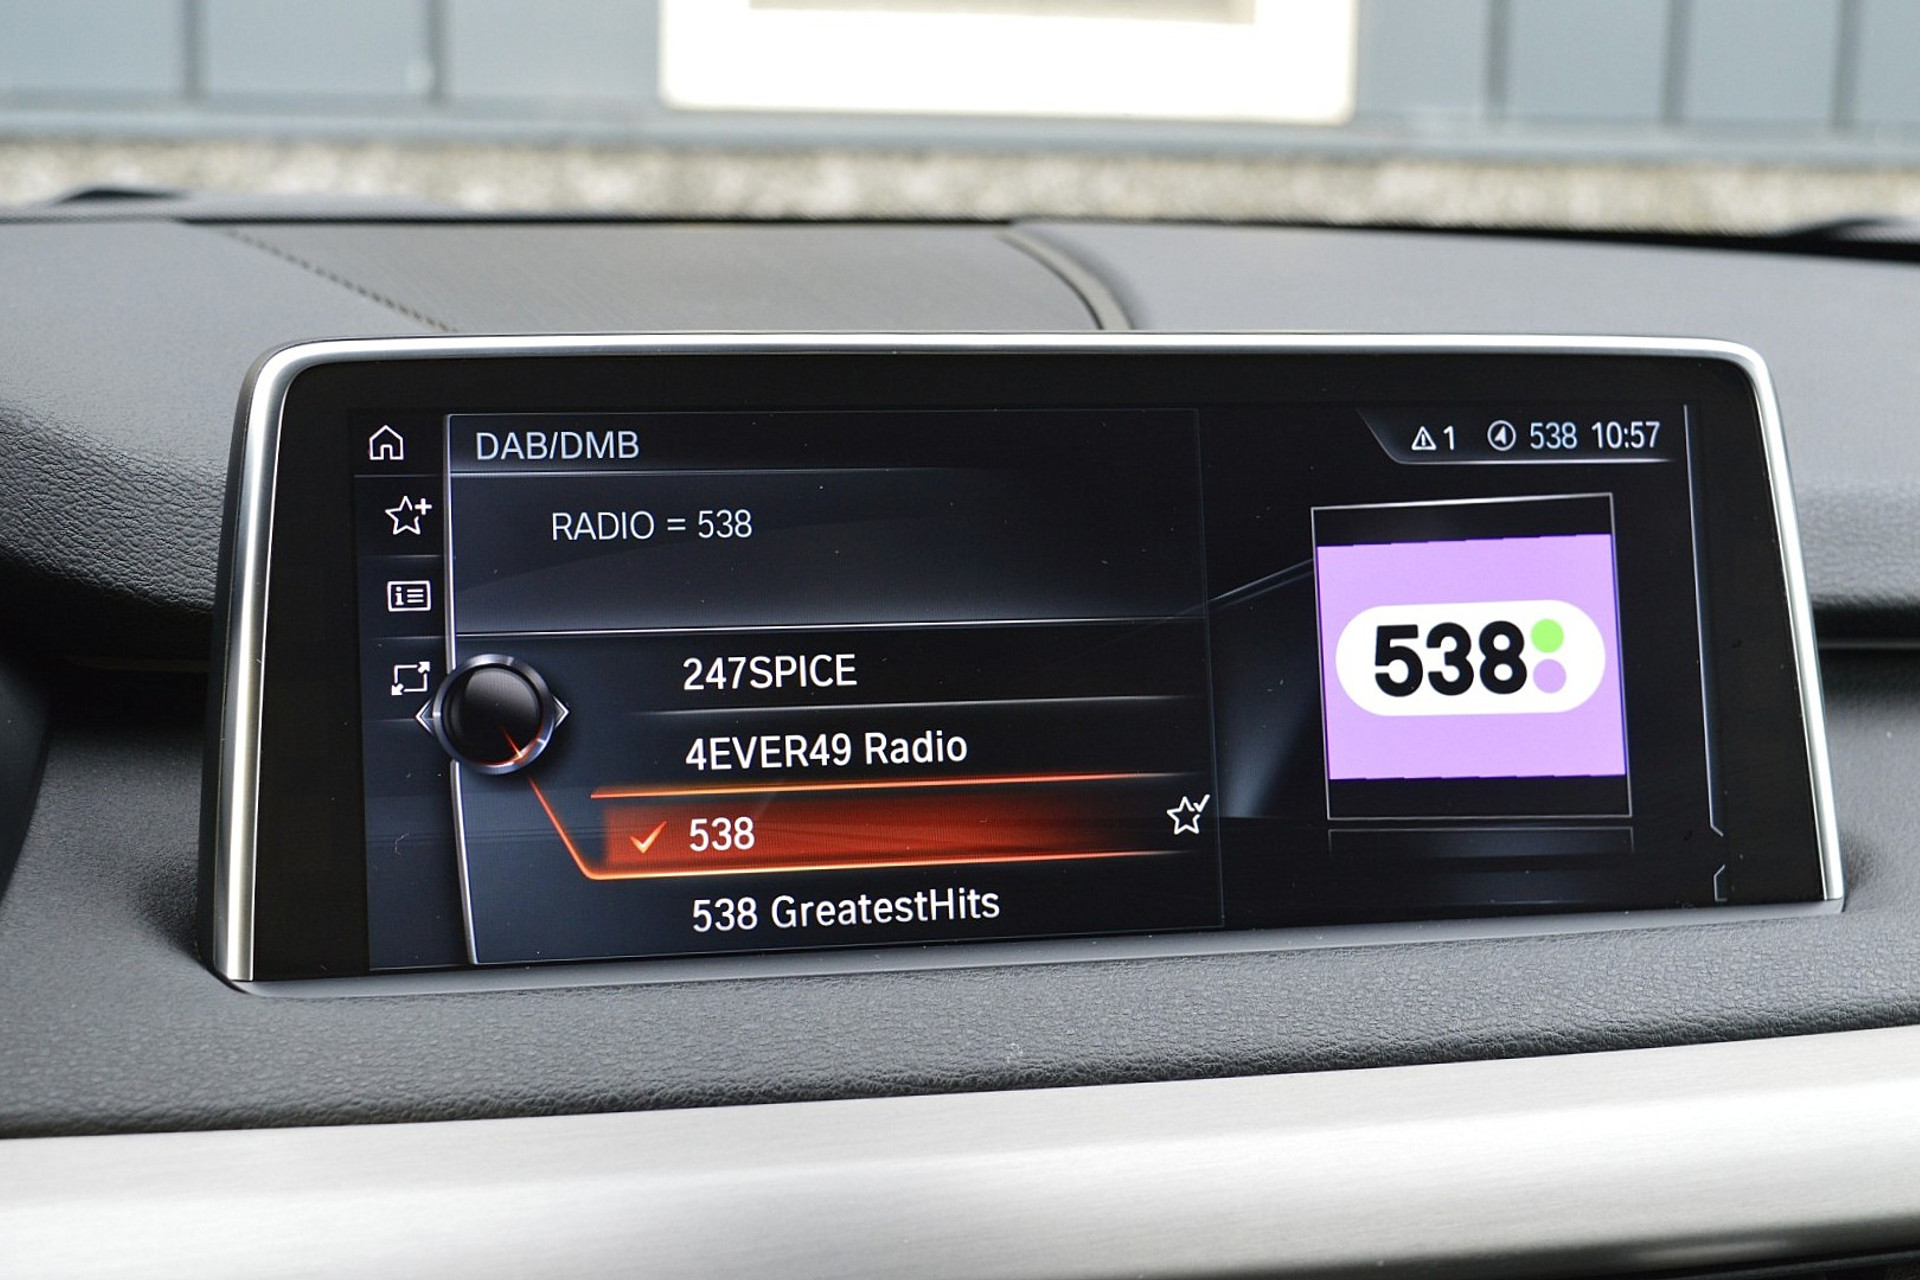 DAB/DMB
1 538 10:57
RADIO = 538
247SPICE
4EVER49 Radio
538
538 GreatestHits
538